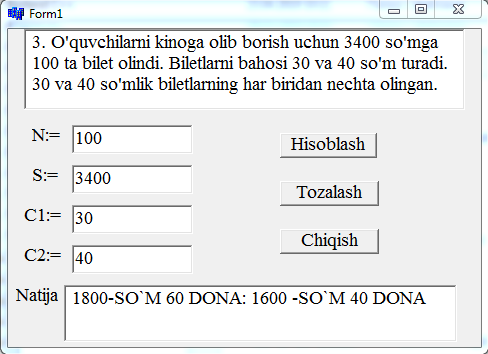 Form1
3. O'quvchilarni kinoga olib borish uchun 3400 so'mga
100 ta bilet olindi. Biletlarni bahosi 30 va 40 so'm turadi.
30 va 40 so'mlik biletlarning har biridan nechta olingan.
N:= 100
Hisoblash
S:= 3400
Tozalash
C1:= 30
Chiqish
C2:= 40
Natija 1800-SO`M 60 DONA: 1600 -SO`M 40 DONA